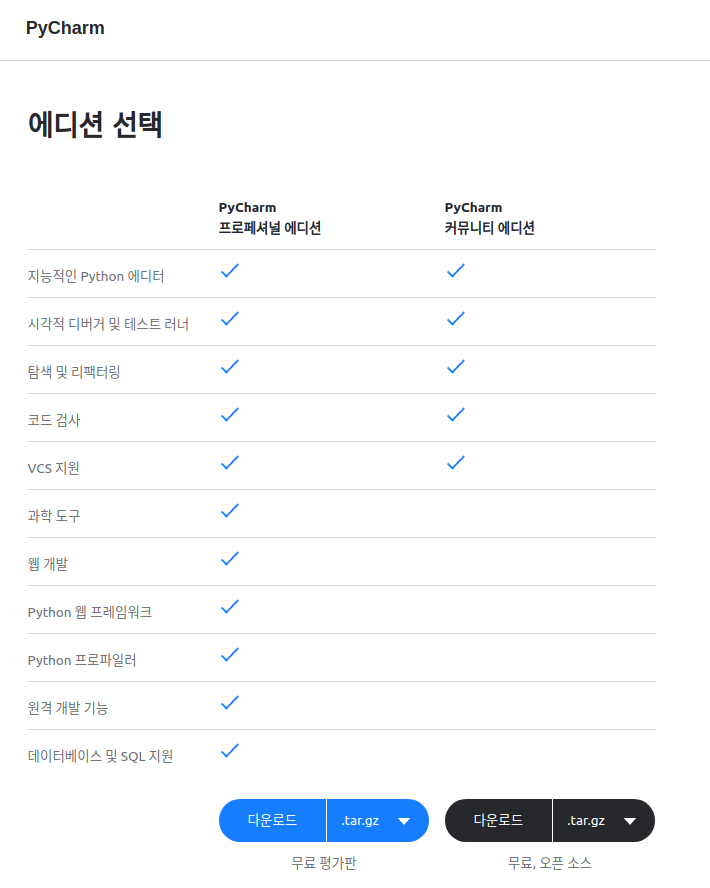 PyCharm
에디션 선택
PyCharm
프로페셔널 에디션
PyCharm
커뮤니티 에디션
지능적인 Python 에디터
시각적 디버거 및 테스트 러너
탐색 및 리팩터링
코드 검사
VCS 지원
과학 도구
웹 개발
Python 웹 프레임워크
Python 프로파일러
원격 개발 기능
데이터베이스 및 SQL 지원
다운로드 .tar.gz
다운로드 .tar.gz
무료 평가판
무료, 오픈 소스